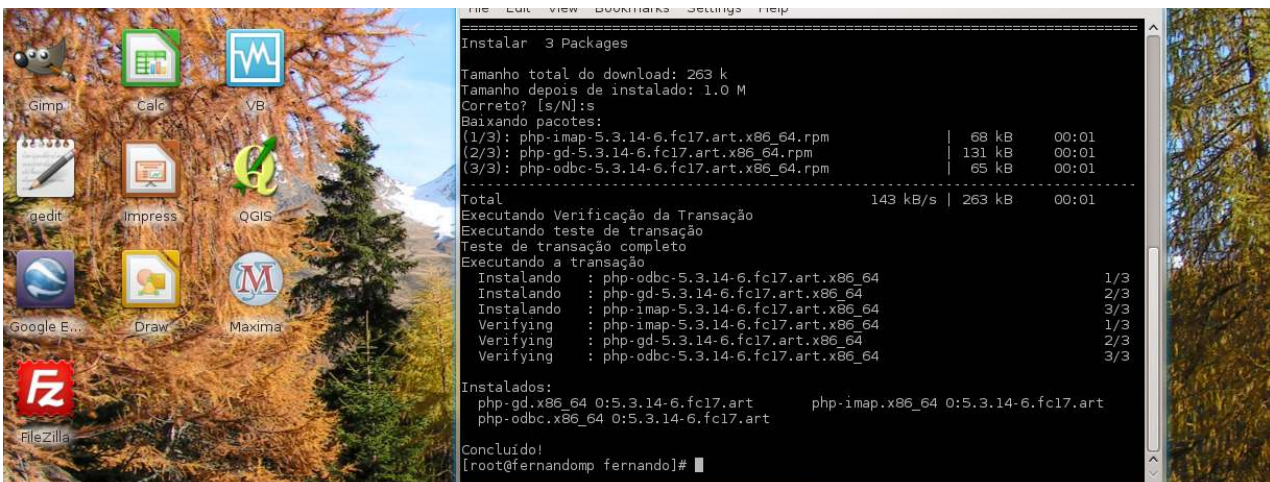 Gimp
Calc
VB
gedit
Impress
QGIS
Google E...
Draw
Maxima
FileZilla
File Edit View Bookmarks Settings Help
================================================================================
Instalar  3 Packages
Tamanho total do download: 263 k
Tamanho depois de instalado: 1.0 M
Correto? [s/N]:s
Baixando pacotes:
(1/3): php-imap-5.3.14-6.fc17.art.x86_64.rpm | 68 kB 00:01
(2/3): php-gd-5.3.14-6.fc17.art.x86_64.rpm | 131 kB 00:01
(3/3): php-odbc-5.3.14-6.fc17.art.x86_64.rpm | 65 kB 00:01
--------------------------------------------------------------------------------
Total 143 kB/s | 263 kB 00:01
Executando Verificação da Transação
Executando teste de transação
Teste de transação completo
Executando a transação
Instalando : php-odbc-5.3.14-6.fc17.art.x86_64 1/3
Instalando : php-gd-5.3.14-6.fc17.art.x86_64 2/3
Instalando : php-imap-5.3.14-6.fc17.art.x86_64 3/3
Verifying : php-imap-5.3.14-6.fc17.art.x86_64 1/3
Verifying : php-gd-5.3.14-6.fc17.art.x86_64 2/3
Verifying : php-odbc-5.3.14-6.fc17.art.x86_64 3/3
Instalados:
php-gd.x86_64 0:5.3.14-6.fc17.art php-imap.x86_64 0:5.3.14-6.fc17.art
php-odbc.x86_64 0:5.3.14-6.fc17.art
Concluído!
[root@fernandomp fernando]#